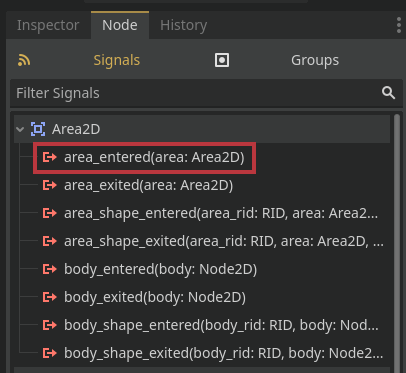 Inspector Node History
Signals Groups
Filter Signals
Area2D
area_entered(area: Area2D)
area_exited(area: Area2D)
area_shape_entered(area_rid: RID, area: Area2...
area_shape_exited(area_rid: RID, area: Area2D, ...
body_entered(body: Node2D)
body_exited(body: Node2D)
body_shape_entered(body_rid: RID, body: Nod...
body_shape_exited(body_rid: RID, body: Node2...